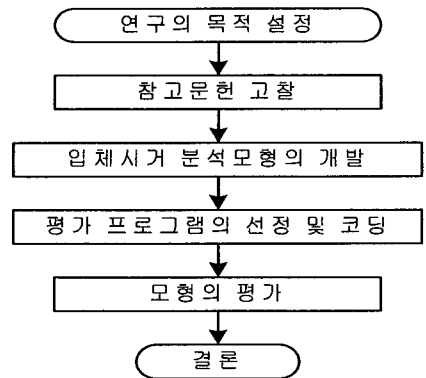 연구의 목적 설정
참고문헌 고찰
입체시거 분석모형의 개발
평가 프로그램의 선정 및 코딩
모형의 평가
결론